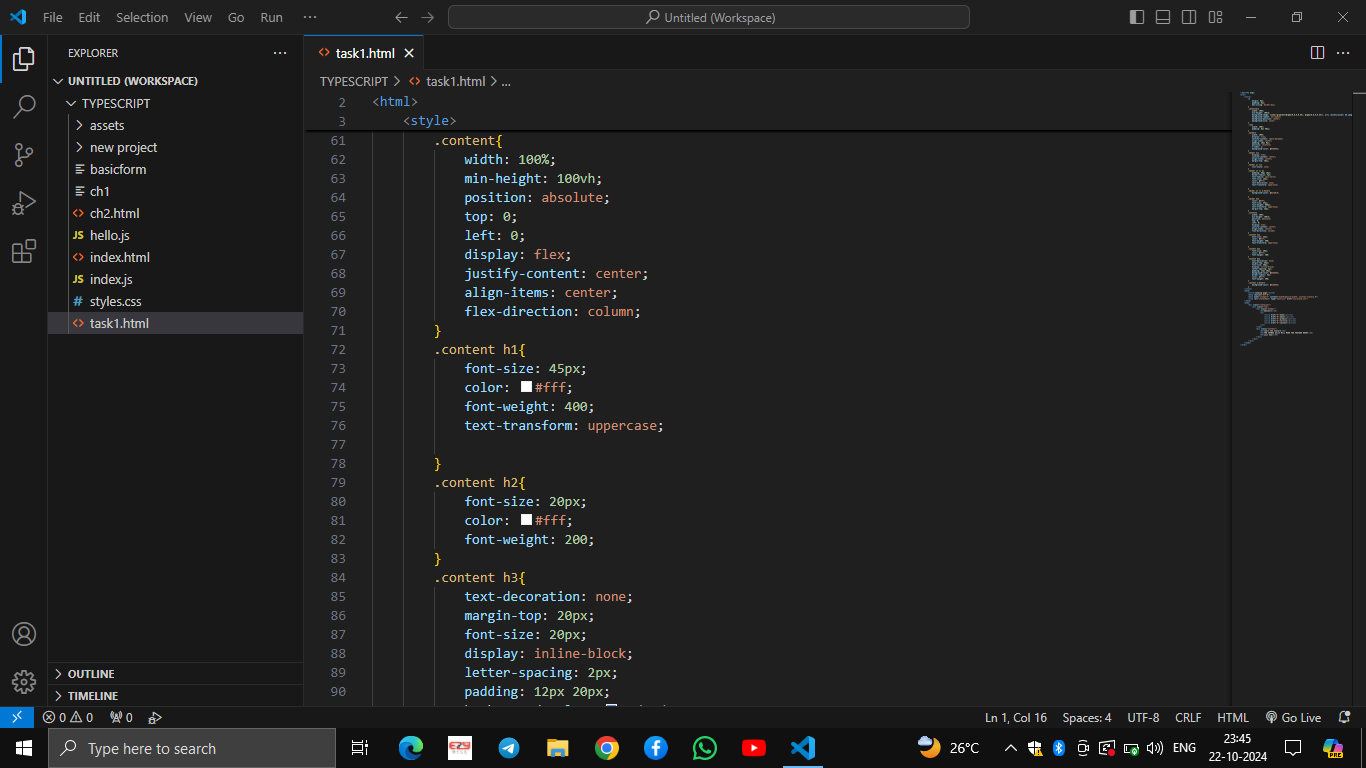 File Edit Selection View Go Run ··· Untitled (Workspace)
EXPLORER ···
UNTITLED (WORKSPACE)
TYPESCRIPT
assets
new project
basicform
ch1
ch2.html
JS hello.js
index.html
JS index.js
# styles.css
task1.html
OUTLINE
TIMELINE
task1.html
TYPESCRIPT > task1.html > ...
2 <html>
3 <style>
61 .content{
62 width: 100%;
63 min-height: 100vh;
64 position: absolute;
65 top: 0;
66 left: 0;
67 display: flex;
68 justify-content: center;
69 align-items: center;
70 flex-direction: column;
71 }
72 .content h1{
73 font-size: 45px;
74 color: #fff;
75 font-weight: 400;
76 text-transform: uppercase;
77
78 }
79 .content h2{
80 font-size: 20px;
81 color: #fff;
82 font-weight: 200;
83 }
84 .content h3{
85 text-decoration: none;
86 margin-top: 20px;
87 font-size: 20px;
88 display: inline-block;
89 letter-spacing: 2px;
90 padding: 12px 20px;
0 0 0 Ln 1, Col 16 Spaces: 4 UTF-8 CRLF HTML Go Live
Type here to search 26°C ENG 23:45
22-10-2024
PRE